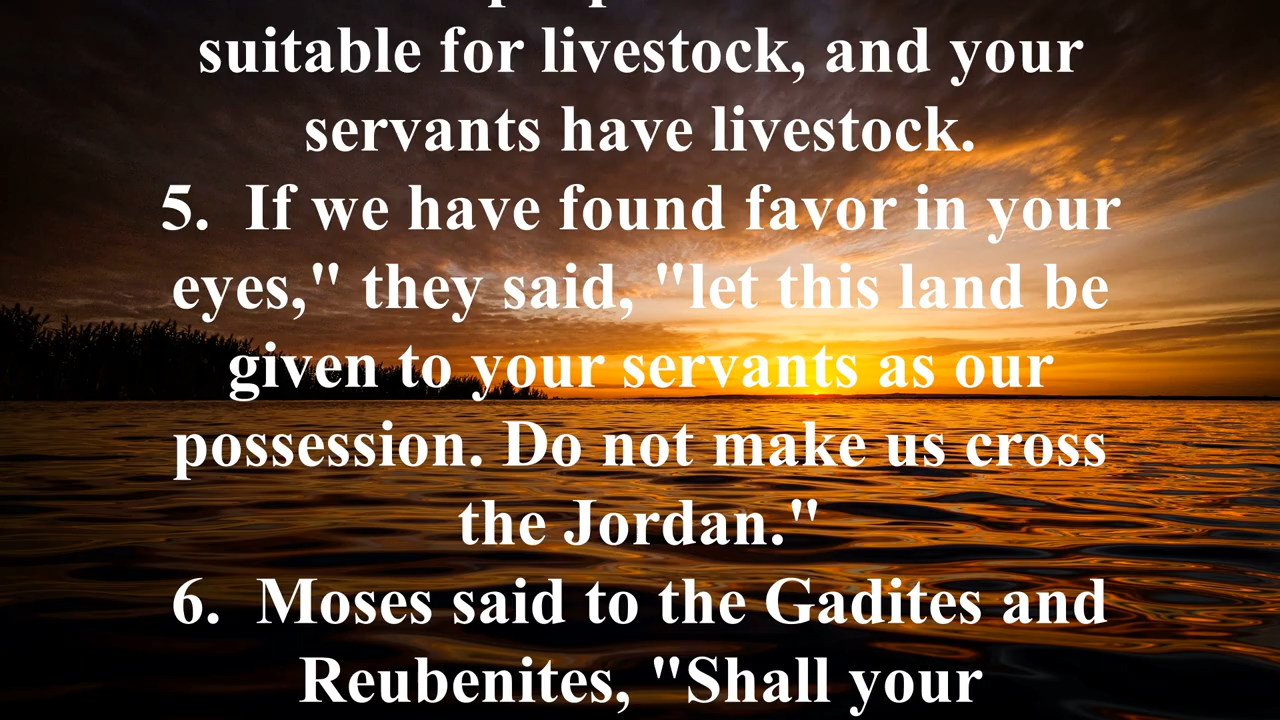 suitable for livestock, and your
servants have livestock.
5. If we have found favor in your
eyes," they said, "let this land be
given to your servants as our
possession. Do not make us cross
the Jordan."
6. Moses said to the Gadites and
Reubenites, "Shall your